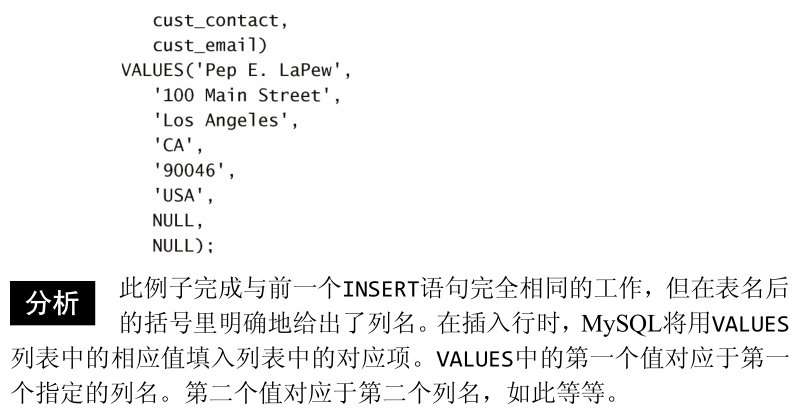 cust_contact,
cust_email)
VALUES('Pep E. LaPew',
'100 Main Street',
'Los Angeles',
'CA',
'90046',
'USA',
NULL,
NULL);
分析 此例子完成与前一个INSERT语句完全相同的工作，但在表名后
的括号里明确地给出了列名。在插入行时，MySQL将用VALUES
列表中的相应值填入列表中的对应项。VALUES中的第一个值对应于第一
个指定的列名。第二个值对应于第二个列名，如此等等。